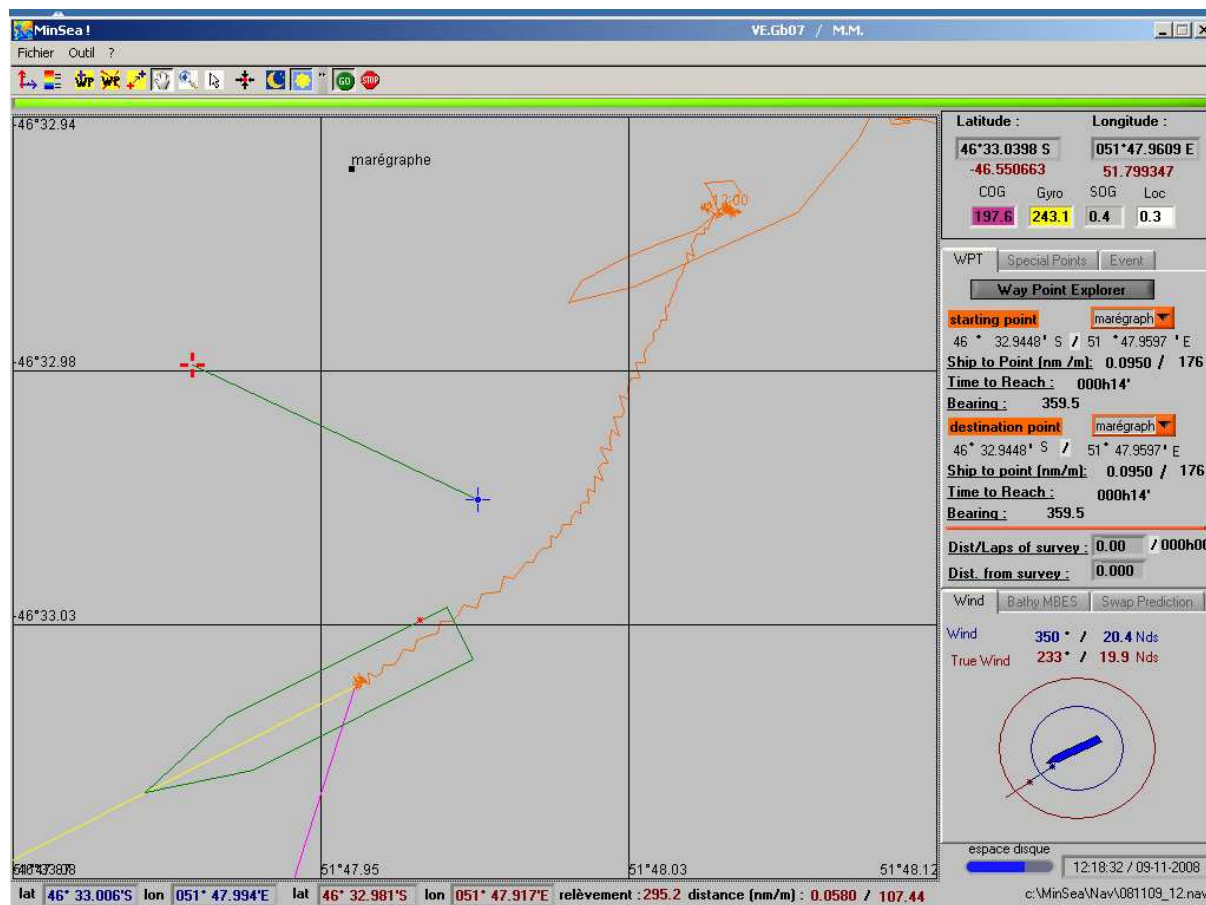 MinSea ! VE.Gb07 / M.M.
Fichier Outil ?
WP WP GO STOP
-46°32.94
marégraphe
12:00
-46°32.98
-46°33.03
51°47.95 51°48.03 51°48.12
Latitude : Longitude :
46°33.0398 S 051°47.9609 E
-46.550663 51.799347
COG Gyro SOG Loc
197.6 243.1 0.4 0.3
WPT Special Points Event
Way Point Explorer
starting point marégraph
46 ° 32.9448' S / 51 ° 47.9597 ' E
Ship to Point (nm /m): 0.0950 / 176
Time to Reach : 000h14'
Bearing : 359.5
destination point marégraph
46° 32.9448' S / 51° 47.9597' E
Ship to point (nm/m): 0.0950 / 176
Time to Reach : 000h14'
Bearing : 359.5
Dist/Laps of survey : 0.00 / 000h00
Dist. from survey : 0.000
Wind Bathy MBES Swap Prediction
Wind 350 ° / 20.4 Nds
True Wind 233° / 19.9 Nds
espace disque
12:18:32 / 09-11-2008
lat 46° 33.006'S lon 051° 47.994'E lat 46° 32.981'S lon 051° 47.917'E relèvement : 295.2 distance (nm/m) : 0.0580 / 107.44
c:\MinSea\Nav\081109_12.nav